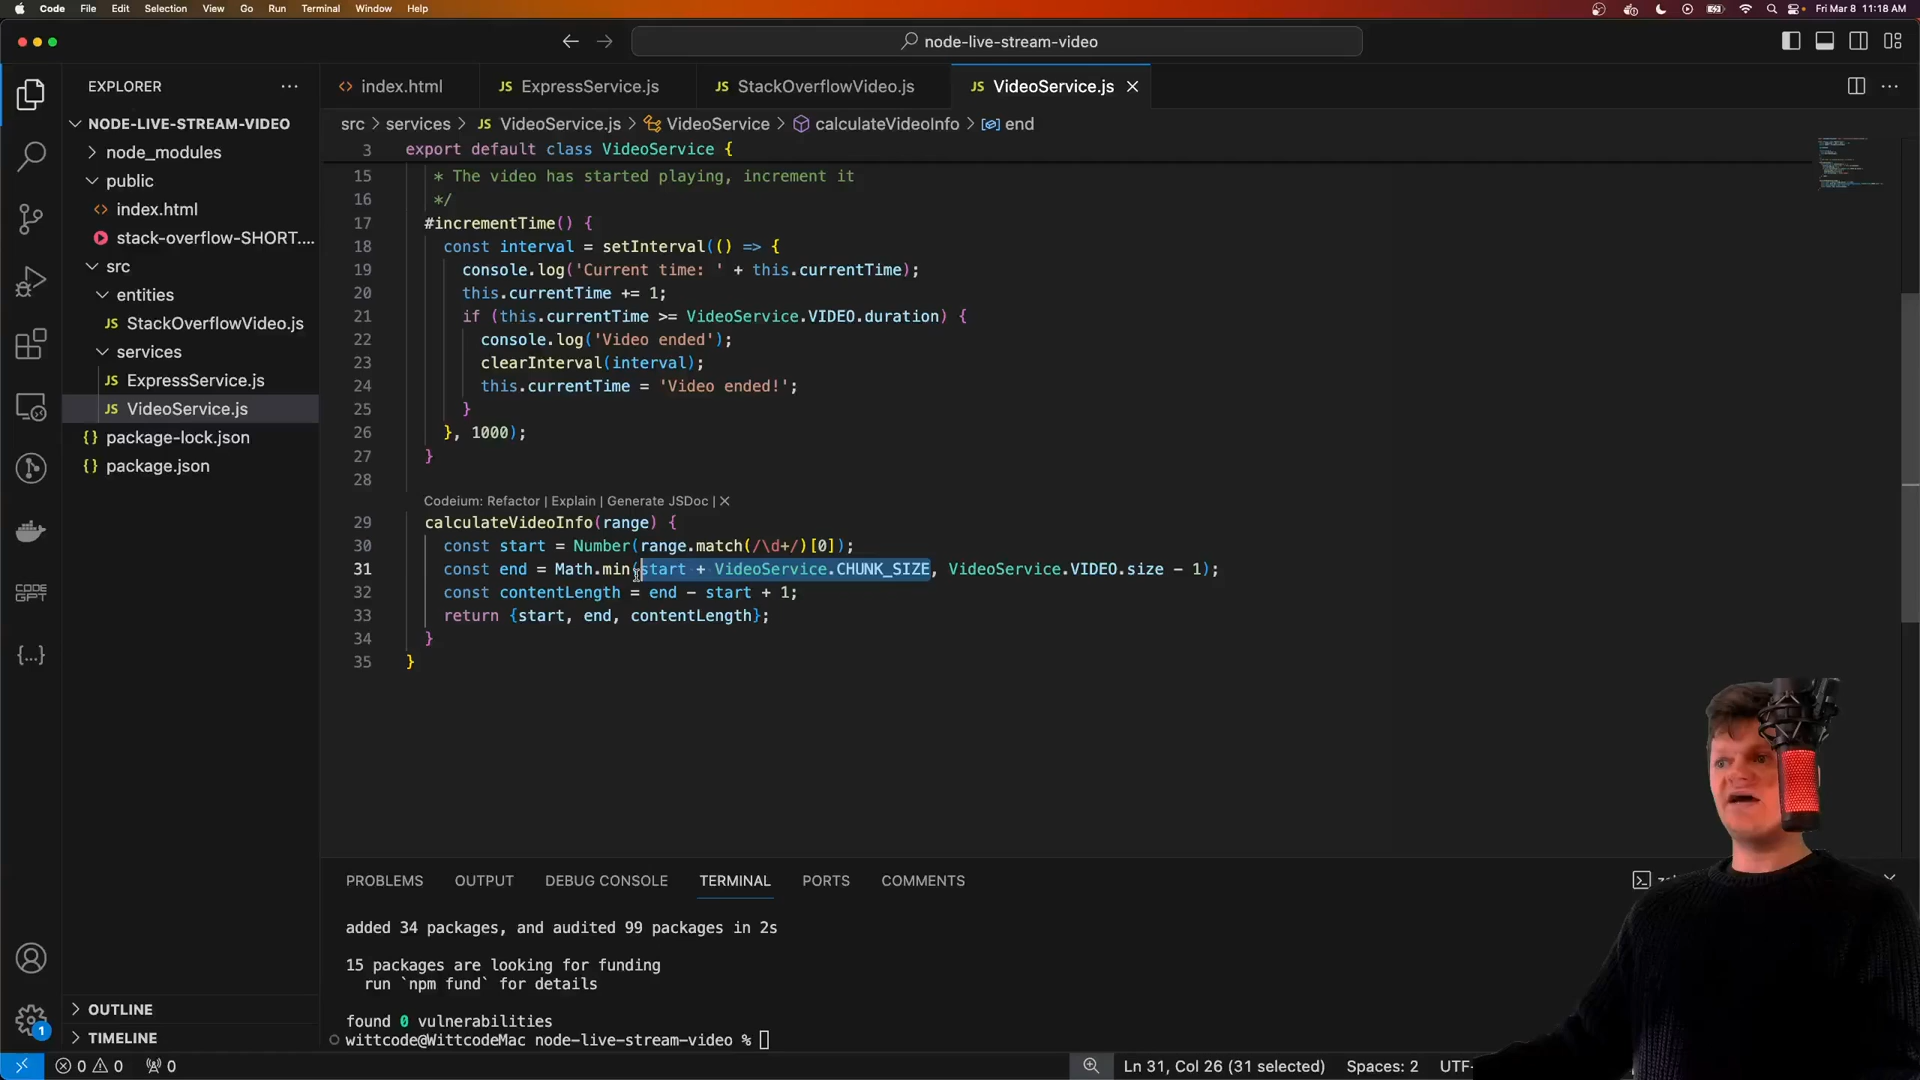 Code File Edit Selection View Go Run Terminal Window Help
Fri Mar 8 11:18 AM
node-live-stream-video
EXPLORER
NODE-LIVE-STREAM-VIDEO
node_modules
public
index.html
stack-overflow-SHORT....
src
entities
JS StackOverflowVideo.js
services
JS ExpressService.js
JS VideoService.js
{} package-lock.json
{} package.json
OUTLINE
TIMELINE
1
<> index.html
JS ExpressService.js
JS StackOverflowVideo.js
JS VideoService.js
src > services > JS VideoService.js > VideoService > calculateVideoInfo > end
3 export default class VideoService {
15 * The video has started playing, increment it
16 */
17 #incrementTime() {
18 const interval = setInterval(() => {
19 console.log('Current time: ' + this.currentTime);
20 this.currentTime += 1;
21 if (this.currentTime >= VideoService.VIDEO.duration) {
22 console.log('Video ended');
23 clearInterval(interval);
24 this.currentTime = 'Video ended!';
25 }
26 }, 1000);
27 }
28
Codeium: Refactor | Explain | Generate JSDoc | X
29 calculateVideoInfo(range) {
30 const start = Number(range.match(/\d+/)[0]);
31 const end = Math.min(start + VideoService.CHUNK_SIZE, VideoService.VIDEO.size - 1);
32 const contentLength = end - start + 1;
33 return {start, end, contentLength};
34 }
35 }
PROBLEMS OUTPUT DEBUG CONSOLE TERMINAL PORTS COMMENTS
added 34 packages, and audited 99 packages in 2s
15 packages are looking for funding
run `npm fund` for details
found 0 vulnerabilities
wittcode@WittcodeMac node-live-stream-video %
0 0 0
Ln 31, Col 26 (31 selected) Spaces: 2 UTF-